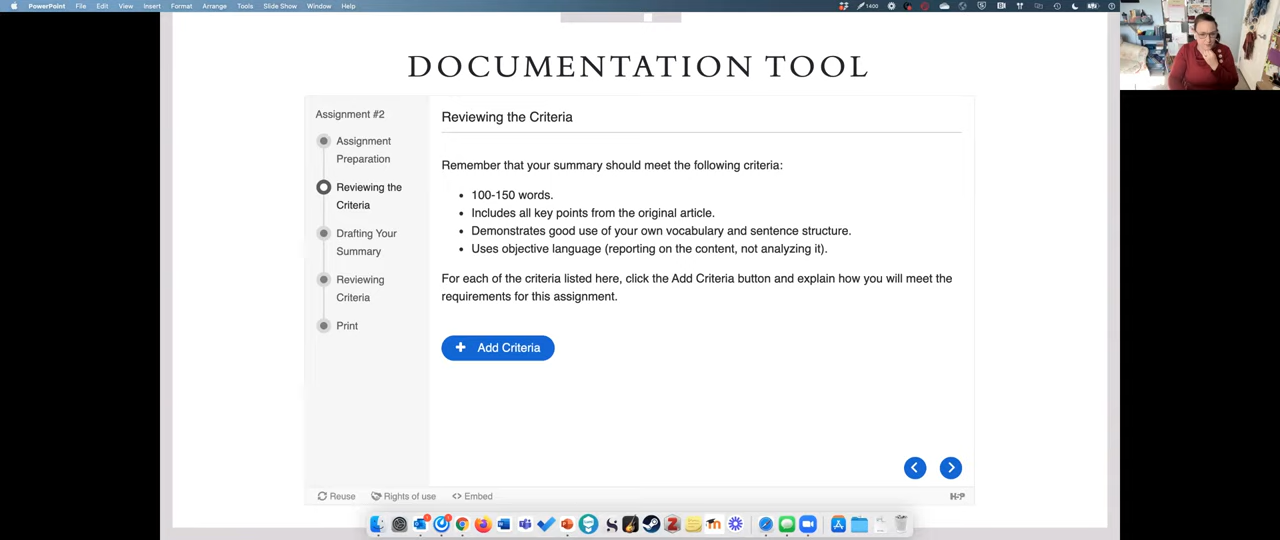 PowerPoint File Edit View Insert Format Arrange Tools Slide Show Window Help
1400
DOCUMENTATION TOOL
Assignment #2
Assignment
Preparation
Reviewing the
Criteria
Drafting Your
Summary
Reviewing
Criteria
Print
Reviewing the Criteria
Remember that your summary should meet the following criteria:
• 100-150 words.
• Includes all key points from the original article.
• Demonstrates good use of your own vocabulary and sentence structure.
• Uses objective language (reporting on the content, not analyzing it).
For each of the criteria listed here, click the Add Criteria button and explain how you will meet the
requirements for this assignment.
+ Add Criteria
Reuse Rights of use <> Embed
H5P